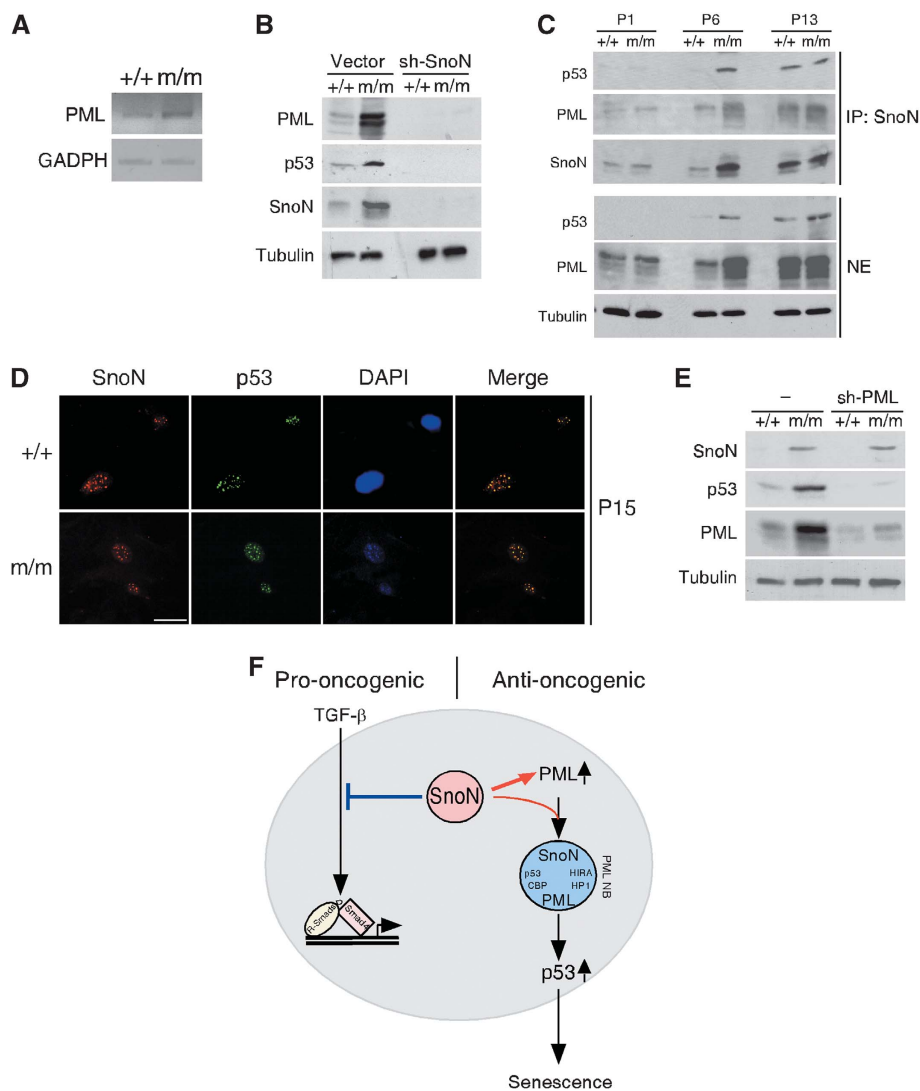 A
+/+ m/m
PML
GADPH
B
Vector sh-SnoN
+/+ m/m +/+ m/m
PML
p53
SnoN
Tubulin
C
P1 P6 P13
+/+ m/m +/+ m/m +/+ m/m
p53
PML
SnoN
IP: SnoN
p53
PML
Tubulin
NE
D
SnoN p53 DAPI Merge
+/+
m/m
P15
E
– sh-PML
+/+ m/m +/+ m/m
SnoN
p53
PML
Tubulin
F
Pro-oncogenic Anti-oncogenic
TGF-β
SnoN
PML
SnoN
p53 HIRA
CBP HP1
PML
PML NB
R-Smads
P
Smad4
p53
Senescence